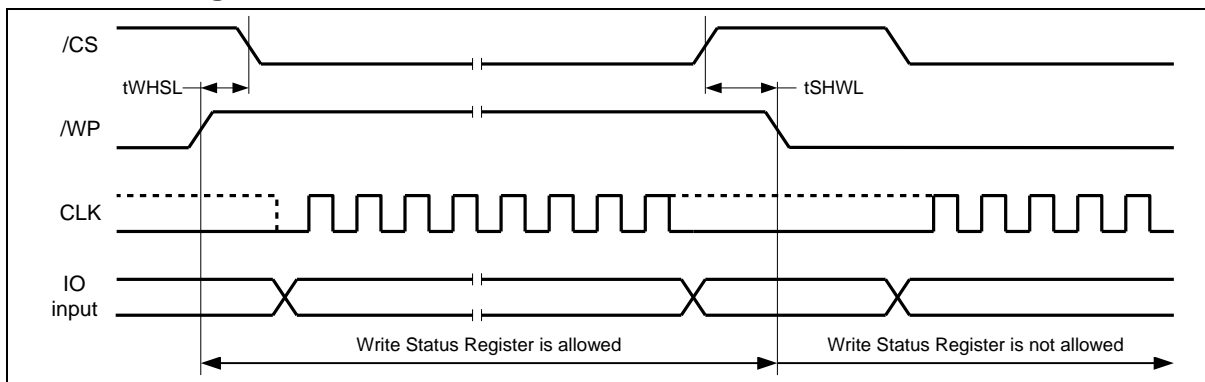 /CS
tWHSL
tSHWL
/WP
CLK
IO
input
Write Status Register is allowed
Write Status Register is not allowed